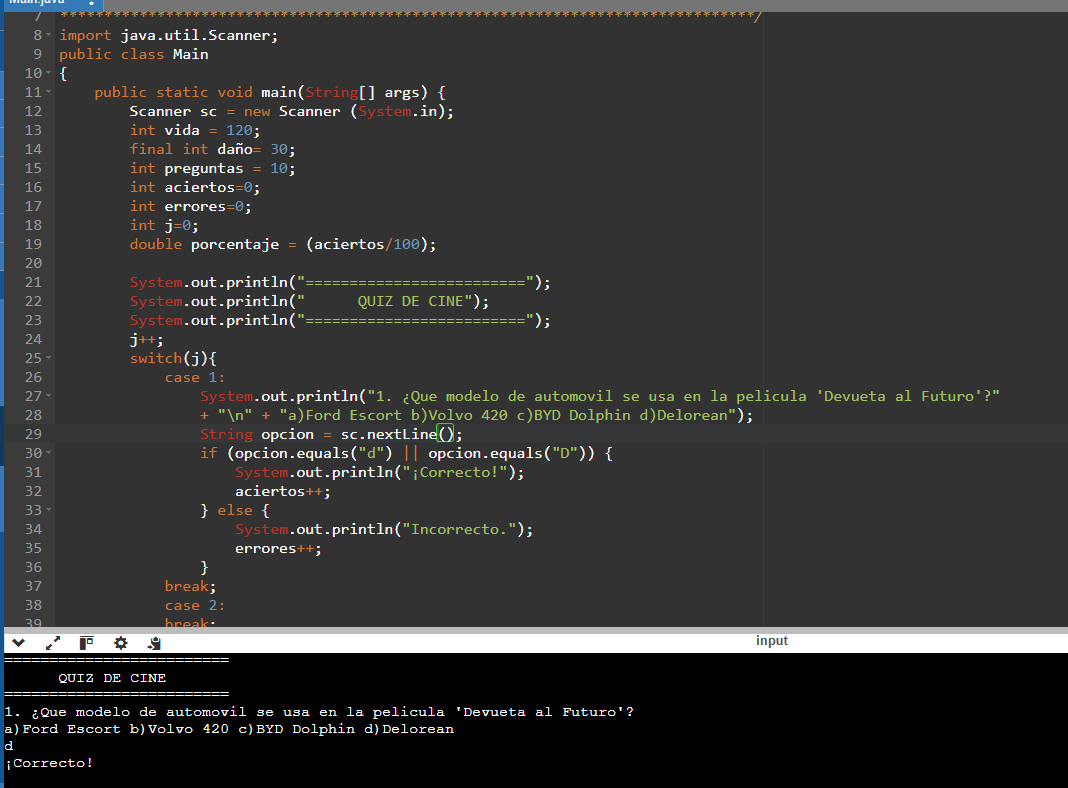 Main.java
7 *******************************************************************************/
8 import java.util.Scanner;
9 public class Main
10 {
11 public static void main(String[] args) {
12 Scanner sc = new Scanner (System.in);
13 int vida = 120;
14 final int daño= 30;
15 int preguntas = 10;
16 int aciertos=0;
17 int errores=0;
18 int j=0;
19 double porcentaje = (aciertos/100);
20
21 System.out.println("=========================");
22 System.out.println("      QUIZ DE CINE");
23 System.out.println("=========================");
24 j++;
25 switch(j){
26 case 1:
27 System.out.println("1. ¿Que modelo de automovil se usa en la pelicula 'Devueta al Futuro'?"
28 + "\n" + "a)Ford Escort b)Volvo 420 c)BYD Dolphin d)Delorean");
29 String opcion = sc.nextLine();
30 if (opcion.equals("d") || opcion.equals("D")) {
31 System.out.println("¡Correcto!");
32 aciertos++;
33 } else {
34 System.out.println("Incorrecto.");
35 errores++;
36 }
37 break;
38 case 2:
39 break;
input
=========================
QUIZ DE CINE
=========================
1. ¿Que modelo de automovil se usa en la pelicula 'Devueta al Futuro'?
a)Ford Escort b)Volvo 420 c)BYD Dolphin d)Delorean
d
¡Correcto!